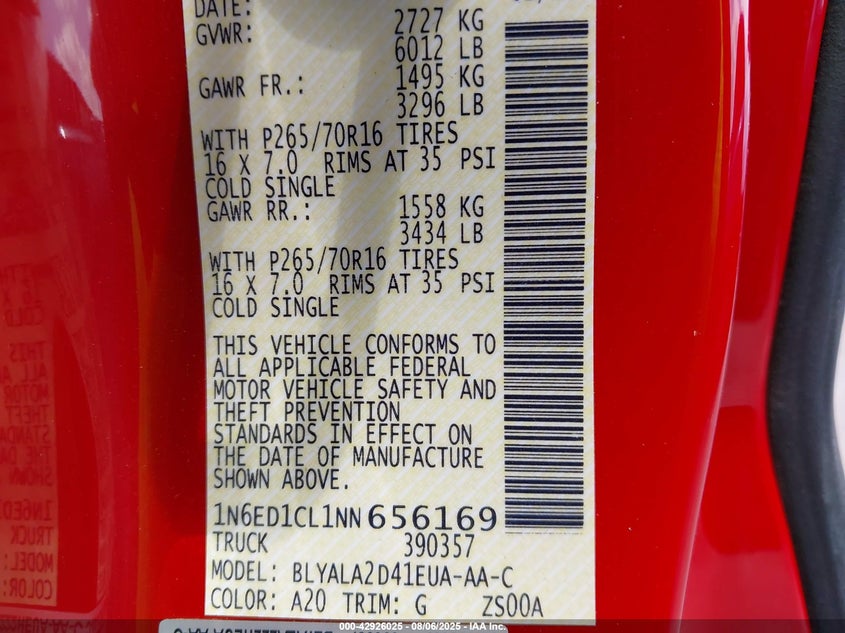 DATE:
GVWR: 2727 KG
6012 LB
GAWR FR.: 1495 KG
3296 LB
WITH P265/70R16 TIRES
16 X 7.0 RIMS AT 35 PSI
COLD SINGLE
GAWR RR.: 1558 KG
3434 LB
WITH P265/70R16 TIRES
16 X 7.0 RIMS AT 35 PSI
COLD SINGLE
THIS VEHICLE CONFORMS TO
ALL APPLICABLE FEDERAL
MOTOR VEHICLE SAFETY AND
THEFT PREVENTION
STANDARDS IN EFFECT ON
THE DATE OF MANUFACTURE
SHOWN ABOVE.
1N6ED1CL1NN656169
TRUCK 390357
MODEL: BLYALA2D41EUA-AA-C
COLOR: A20 TRIM: G ZS00A
000-42926025 - 08/06/2025 - IAA Inc.